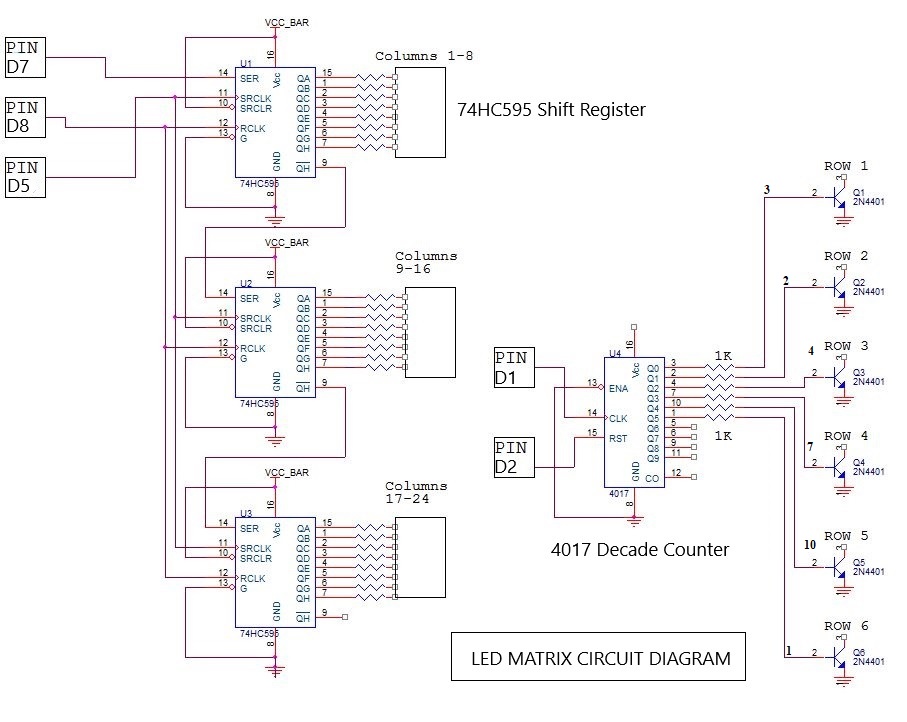 VCC_BAR
PIN
D7
PIN
D8
PIN
D5
Columns 1-8
74HC595 Shift Register
16
U1
14 SER Vcc QA 15
QB 1
11 SRCLK QC 2
10 SRCLR QD 3
QE 4
12 RCLK QF 5
13 G QG 6
QH 7
GND
QH 9
74HC595
8
VCC_BAR
Columns
9-16
16
U2
14 SER Vcc QA 15
QB 1
11 SRCLK QC 2
10 SRCLR QD 3
QE 4
12 RCLK QF 5
13 G QG 6
QH 7
GND
QH 9
74HC595
8
VCC_BAR
Columns
17-24
16
U3
14 SER Vcc QA 15
QB 1
11 SRCLK QC 2
10 SRCLR QD 3
QE 4
12 RCLK QF 5
13 G QG 6
QH 7
GND
QH 9
74HC595
8
PIN
D1
PIN
D2
16
U4
Vcc Q0 3
Q1 2
13 ENA Q2 4
Q3 7
Q4 10
14 CLK Q5 1
Q6 5
15 RST Q7 6
Q8 9
Q9 11
GND CO 12
4017
8
1K
1K
4017 Decade Counter
ROW 1
3
3 2 Q1
2N4401
ROW 2
3
2 2 Q2
2N4401
ROW 3
3
4 2 Q3
2N4401
ROW 4
3
7 2 Q4
2N4401
ROW 5
3
10 2 Q5
2N4401
ROW 6
3
1 2 Q6
2N4401
LED MATRIX CIRCUIT DIAGRAM